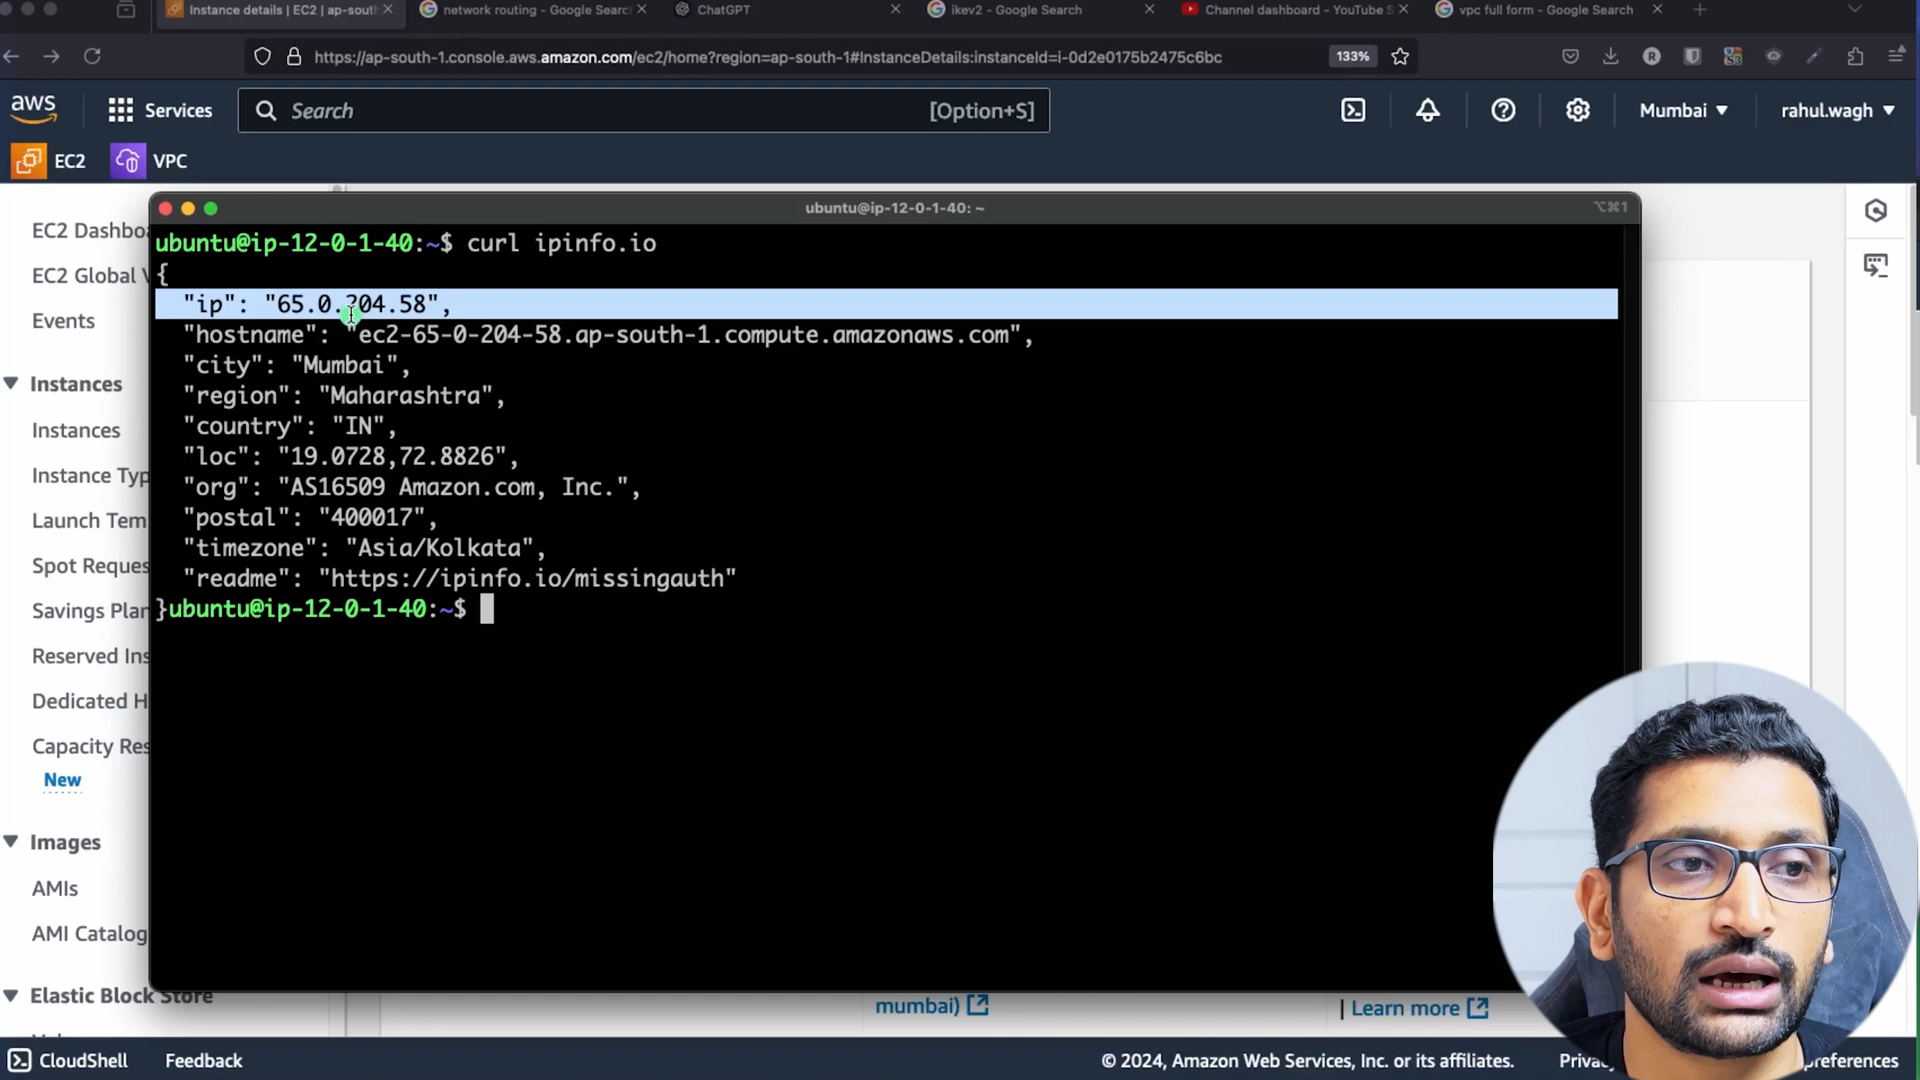 Instance details | EC2 | ap-sout
network routing - Google Searc
ChatGPT
ikev2 - Google Search
Channel dashboard - YouTube S
vpc full form - Google Search
https://ap-south-1.console.aws.amazon.com/ec2/home?region=ap-south-1#InstanceDetails:instanceId=i-0d2e0175b2475c6bc
133%
aws
Services
Search
[Option+S]
Mumbai
rahul.wagh
EC2
VPC
ubuntu@ip-12-0-1-40: ~
⌥⌘1
ubuntu@ip-12-0-1-40:~$ curl ipinfo.io
{
"ip": "65.0.204.58",
"hostname": "ec2-65-0-204-58.ap-south-1.compute.amazonaws.com",
"city": "Mumbai",
"region": "Maharashtra",
"country": "IN",
"loc": "19.0728,72.8826",
"org": "AS16509 Amazon.com, Inc.",
"postal": "400017",
"timezone": "Asia/Kolkata",
"readme": "https://ipinfo.io/missingauth"
}ubuntu@ip-12-0-1-40:~$
EC2 Dashbo
EC2 Global V
Events
Instances
Instances
Instance Typ
Launch Tem
Spot Reques
Savings Plan
Reserved Ins
Dedicated H
Capacity Res
New
Images
AMIs
AMI Catalog
Elastic Block Store
mumbai)
Learn more
CloudShell
Feedback
© 2024, Amazon Web Services, Inc. or its affiliates.
Privac
preferences